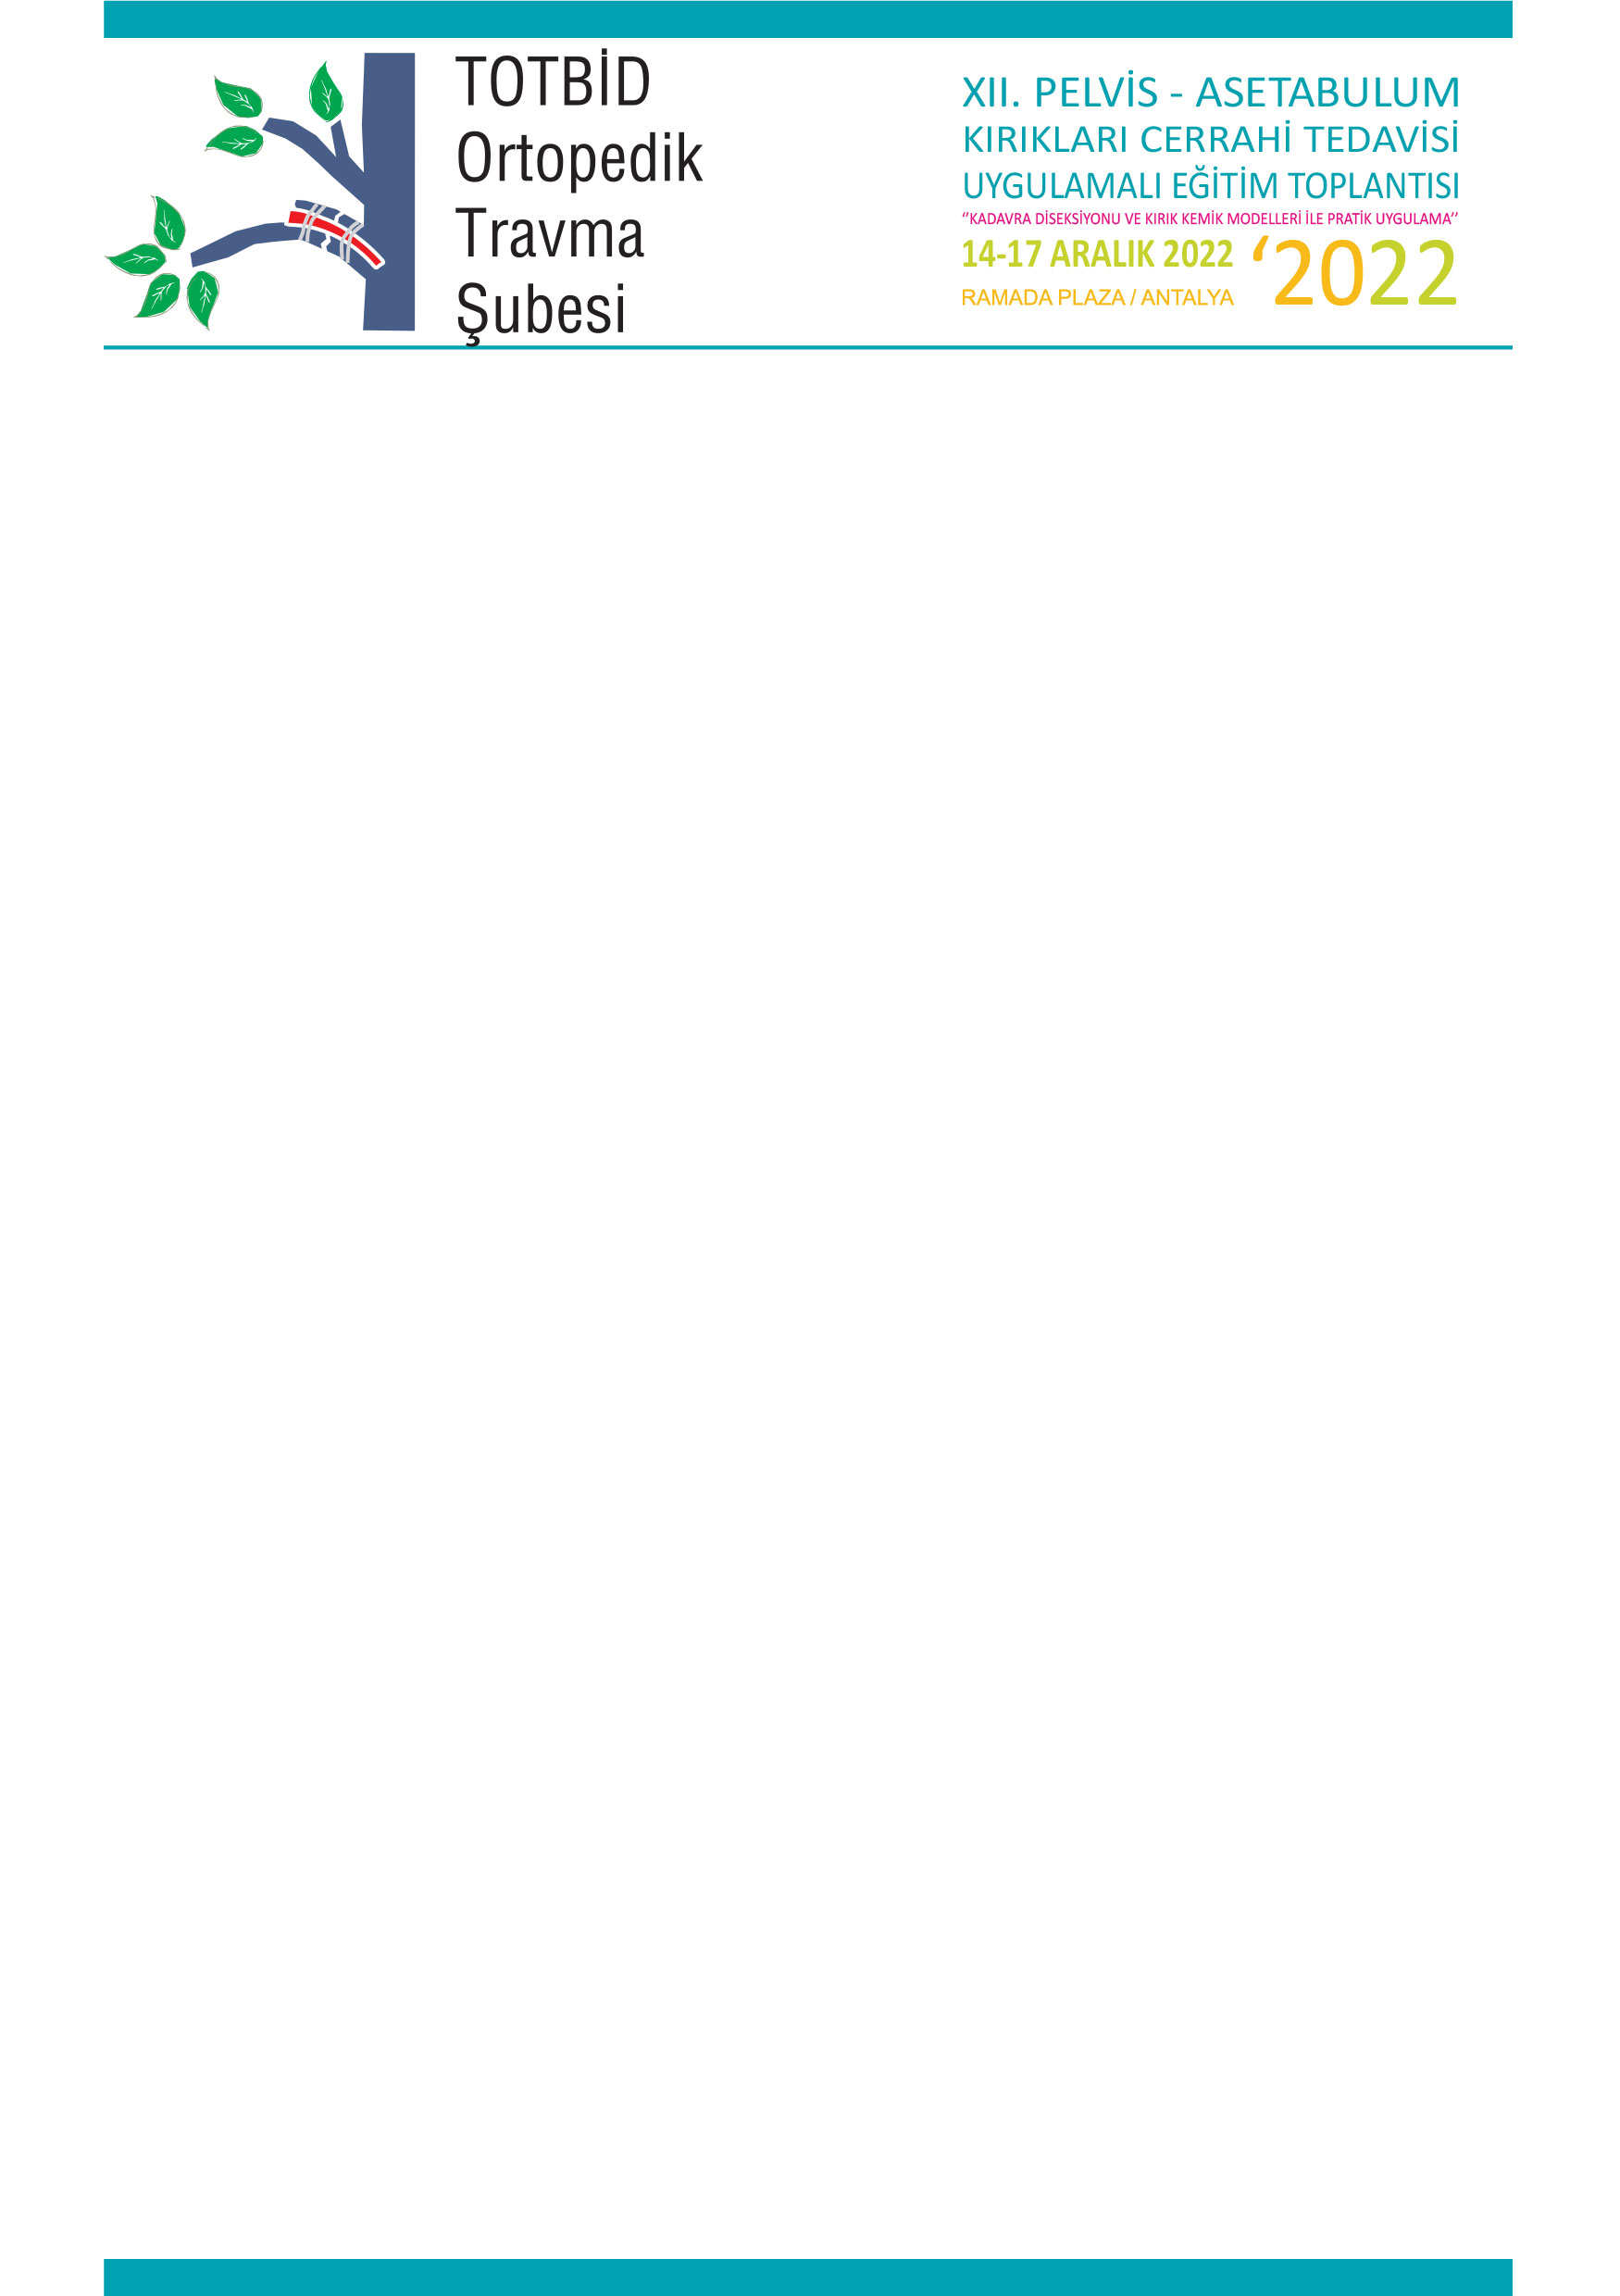 TOTBİD
Ortopedik
Travma
Şubesi
XII. PELVİS - ASETABULUM
KIRIKLARI CERRAHİ TEDAVİSİ
UYGULAMALI EĞİTİM TOPLANTISI
‘’KADAVRA DİSEKSİYONU VE KIRIK KEMİK MODELLERİ İLE PRATİK UYGULAMA’’
14-17 ARALIK 2022
RAMADA PLAZA / ANTALYA
‘2022